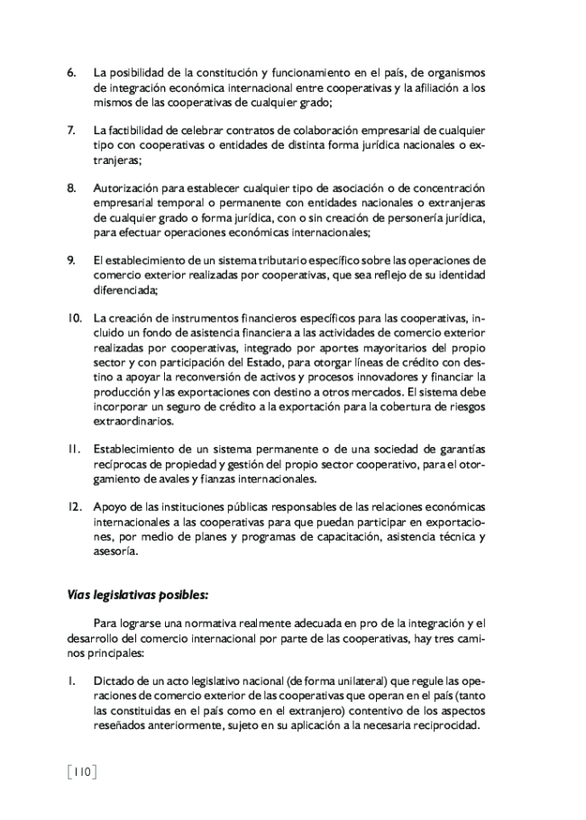 6. La posibilidad de la constitución y funcionamiento en el país, de organismos
de integración económica internacional entre cooperativas y la afiliación a los
mismos de las cooperativas de cualquier grado;
7. La factibilidad de celebrar contratos de colaboración empresarial de cualquier
tipo con cooperativas o entidades de distinta forma jurídica nacionales o ex-
tranjeras;
8. Autorización para establecer cualquier tipo de asociación o de concentración
empresarial temporal o permanente con entidades nacionales o extranjeras
de cualquier grado o forma jurídica, con o sin creación de personería jurídica,
para efectuar operaciones económicas internacionales;
9. El establecimiento de un sistema tributario específico sobre las operaciones de
comercio exterior realizadas por cooperativas, que sea reflejo de su identidad
diferenciada;
10. La creación de instrumentos financieros específicos para las cooperativas, in-
cluido un fondo de asistencia financiera a las actividades de comercio exterior
realizadas por cooperativas, integrado por aportes mayoritarios del propio
sector y con participación del Estado, para otorgar líneas de crédito con des-
tino a apoyar la reconversión de activos y procesos innovadores y financiar la
producción y las exportaciones con destino a otros mercados. El sistema debe
incorporar un seguro de crédito a la exportación para la cobertura de riesgos
extraordinarios.
11. Establecimiento de un sistema permanente o de una sociedad de garantías
recíprocas de propiedad y gestión del propio sector cooperativo, para el otor-
gamiento de avales y fianzas internacionales.
12. Apoyo de las instituciones públicas responsables de las relaciones económicas
internacionales a las cooperativas para que puedan participar en exportacio-
nes, por medio de planes y programas de capacitación, asistencia técnica y
asesoría.
Vías legislativas posibles:
Para lograrse una normativa realmente adecuada en pro de la integración y el
desarrollo del comercio internacional por parte de las cooperativas, hay tres cami-
nos principales:
1. Dictado de un acto legislativo nacional (de forma unilateral) que regule las ope-
raciones de comercio exterior de las cooperativas que operan en el país (tanto
las constituidas en el país como en el extranjero) contentivo de los aspectos
reseñados anteriormente, sujeto en su aplicación a la necesaria reciprocidad.
[110]